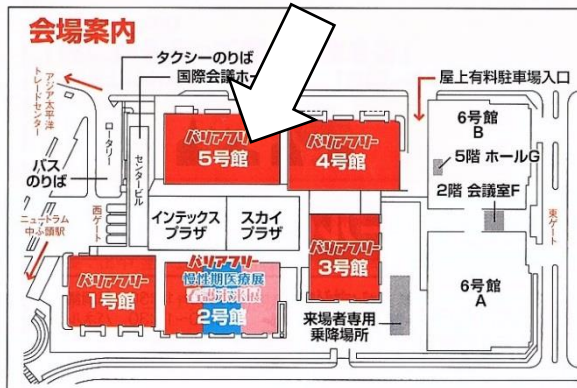 会場案内
タクシーのりば
国際会議ホー
屋上有料駐車場入口
アジア太平洋
トレードセンター
ロータリー
バス
のりば
センタービル
バリアフリー
5号館
バリアフリー
4号館
6号館
B
5階 ホールG
2階 会議室F
ニュートラム
中ふ頭駅
西ゲート
インテックス
プラザ
スカイ
プラザ
バリアフリー
3号館
東ゲート
バリアフリー
1号館
バリアフリー
慢性期医療展
看護未来展
2号館
来場者専用
乗降場所
6号館
A